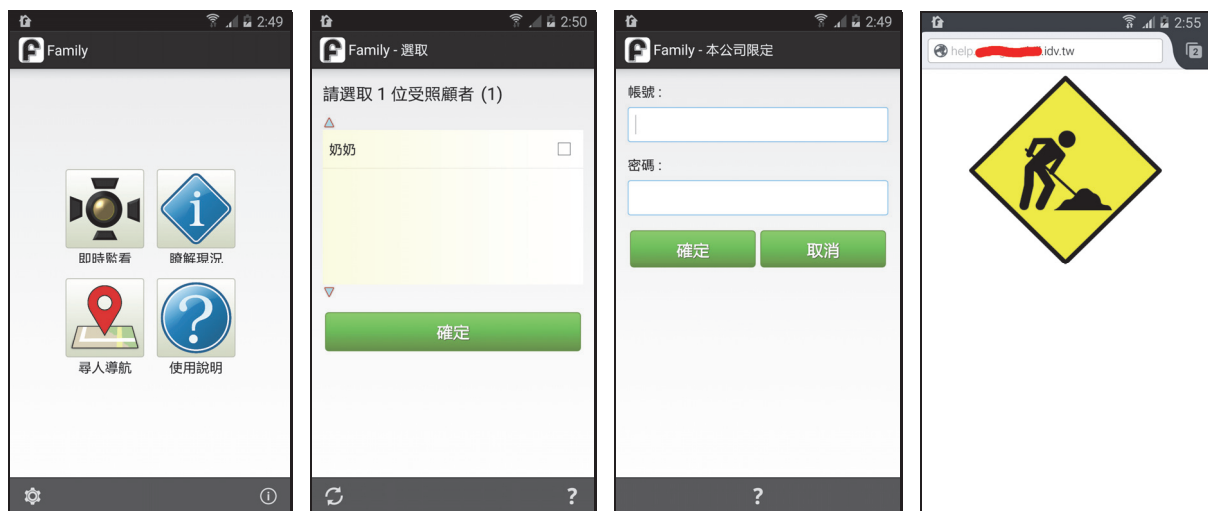 2:49
Family
即時監看
瞭解現況
尋人導航
使用說明
2:50
Family - 選取
請選取 1 位受照顧者 (1)
奶奶
確定
?
2:49
Family - 本公司限定
帳號 :
密碼 :
確定
取消
?
2:55
help.
.idv.tw
2